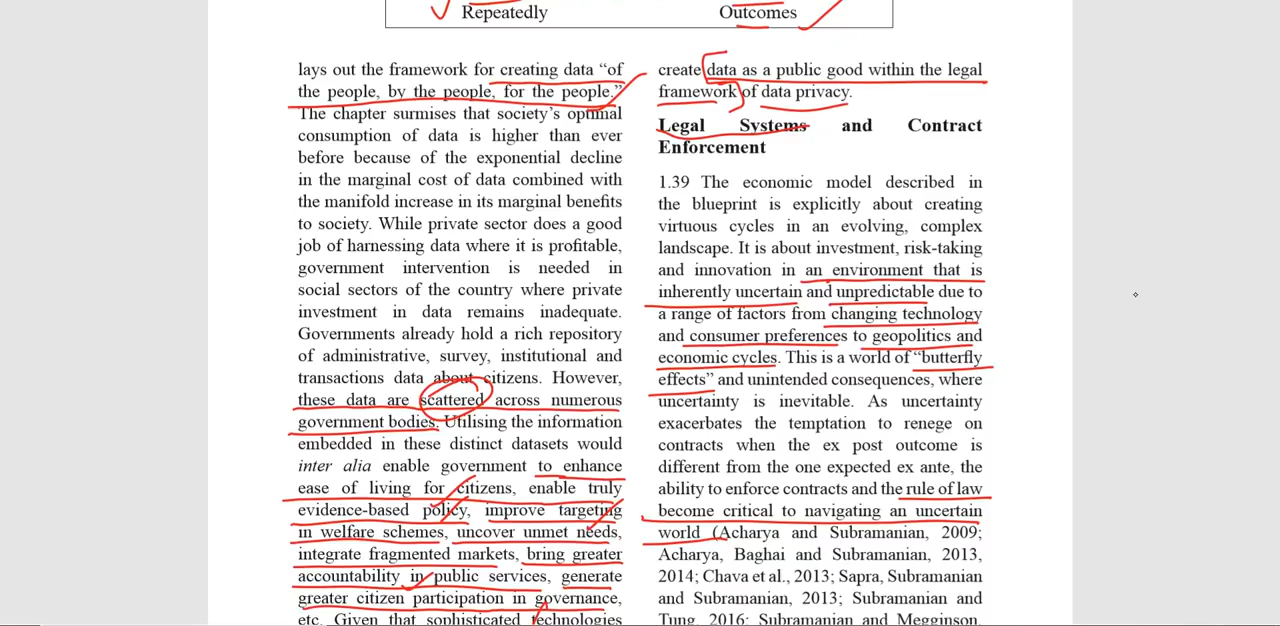 Repeatedly
Outcomes
lays out the framework for creating data “of
the people, by the people, for the people.”
The chapter surmises that society’s optimal
consumption of data is higher than ever
before because of the exponential decline
in the marginal cost of data combined with
the manifold increase in its marginal benefits
to society. While private sector does a good
job of harnessing data where it is profitable,
government intervention is needed in
social sectors of the country where private
investment in data remains inadequate.
Governments already hold a rich repository
of administrative, survey, institutional and
transactions data about citizens. However,
these data are scattered across numerous
government bodies. Utilising the information
embedded in these distinct datasets would
inter alia enable government to enhance
ease of living for citizens, enable truly
evidence-based policy, improve targeting
in welfare schemes, uncover unmet needs,
integrate fragmented markets, bring greater
accountability in public services, generate
greater citizen participation in governance,
etc. Given that sophisticated technologies
create data as a public good within the legal
framework of data privacy.
Legal Systems and Contract
Enforcement
1.39 The economic model described in
the blueprint is explicitly about creating
virtuous cycles in an evolving, complex
landscape. It is about investment, risk-taking
and innovation in an environment that is
inherently uncertain and unpredictable due to
a range of factors from changing technology
and consumer preferences to geopolitics and
economic cycles. This is a world of “butterfly
effects” and unintended consequences, where
uncertainty is inevitable. As uncertainty
exacerbates the temptation to renege on
contracts when the ex post outcome is
different from the one expected ex ante, the
ability to enforce contracts and the rule of law
become critical to navigating an uncertain
world (Acharya and Subramanian, 2009;
Acharya, Baghai and Subramanian, 2013,
2014; Chava et al., 2013; Sapra, Subramanian
and Subramanian, 2013; Subramanian and
Tung, 2016; Subramanian and Megginson,